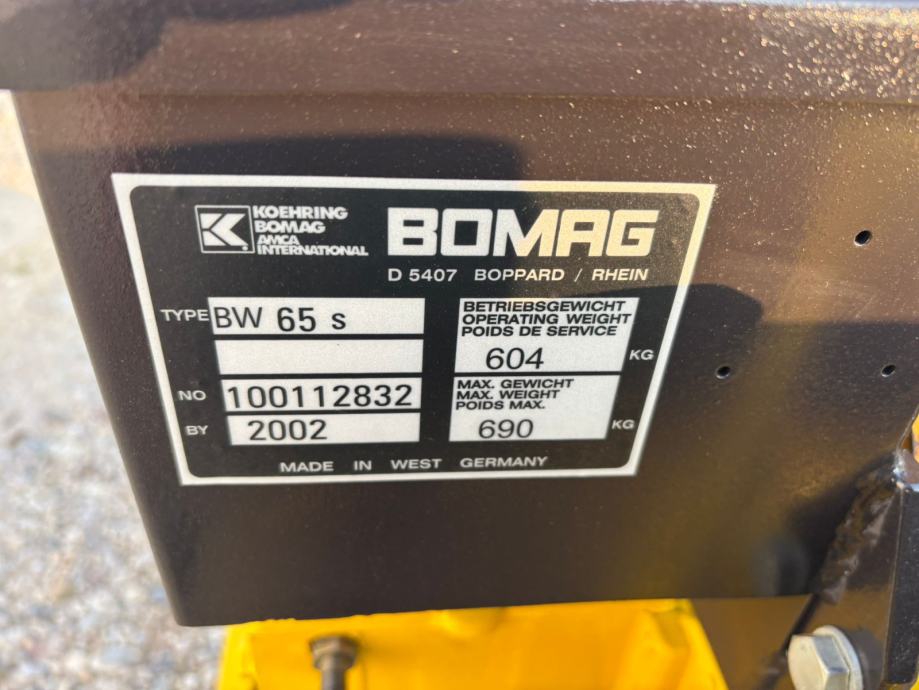 KOEHRING
BOMAG
AMCA
INTERNATIONAL
BOMAG
D 5407 BOPPARD / RHEIN
TYPE BW 65 s
BETRIEBSGEWICHT
OPERATING WEIGHT
POIDS DE SERVICE
604 KG
NO 100112832
MAX. GEWICHT
MAX. WEIGHT
POIDS MAX.
BY 2002
690 KG
MADE IN WEST GERMANY